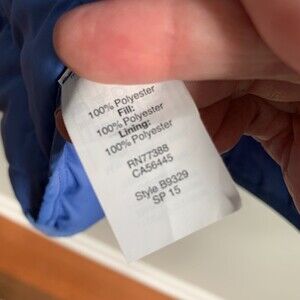 100% Polyester
Fill:
100% Polyester
Lining:
100% Polyester
RN77388
CA56445
Style B9329
SP 15